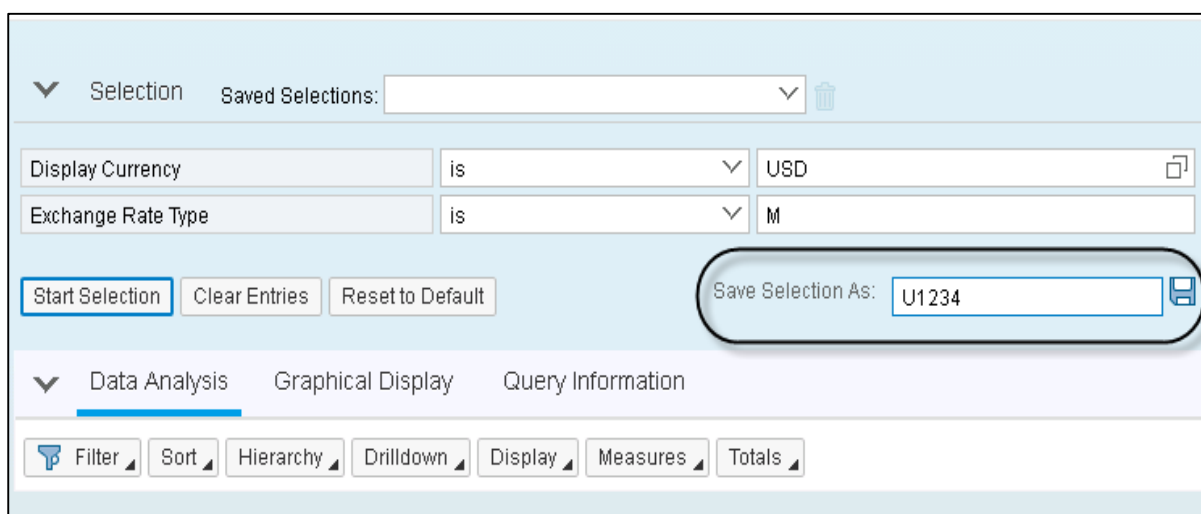 Selection Saved Selections:
Display Currency is USD
Exchange Rate Type is M
Start Selection Clear Entries Reset to Default Save Selection As: U1234
Data Analysis Graphical Display Query Information
Filter Sort Hierarchy Drilldown Display Measures Totals